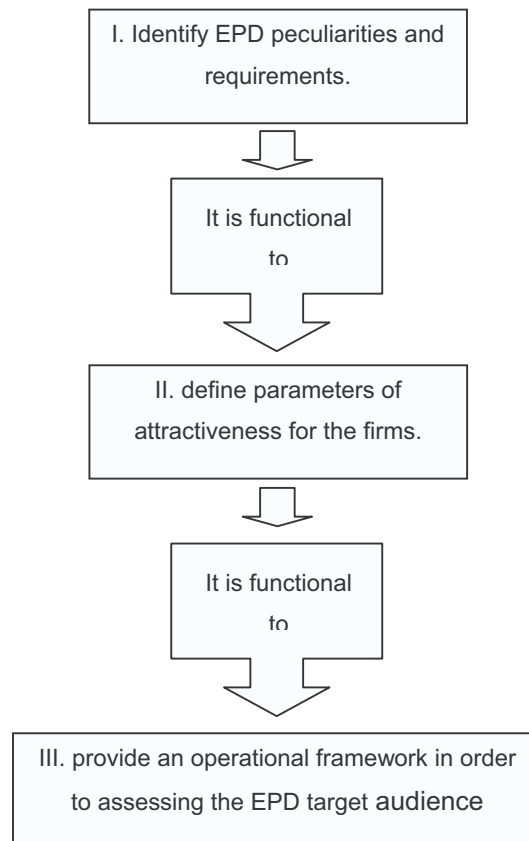 I. Identify EPD peculiarities and
requirements.
It is functional
to
II. define parameters of
attractiveness for the firms.
It is functional
to
III. provide an operational framework in order
to assessing the EPD target audience